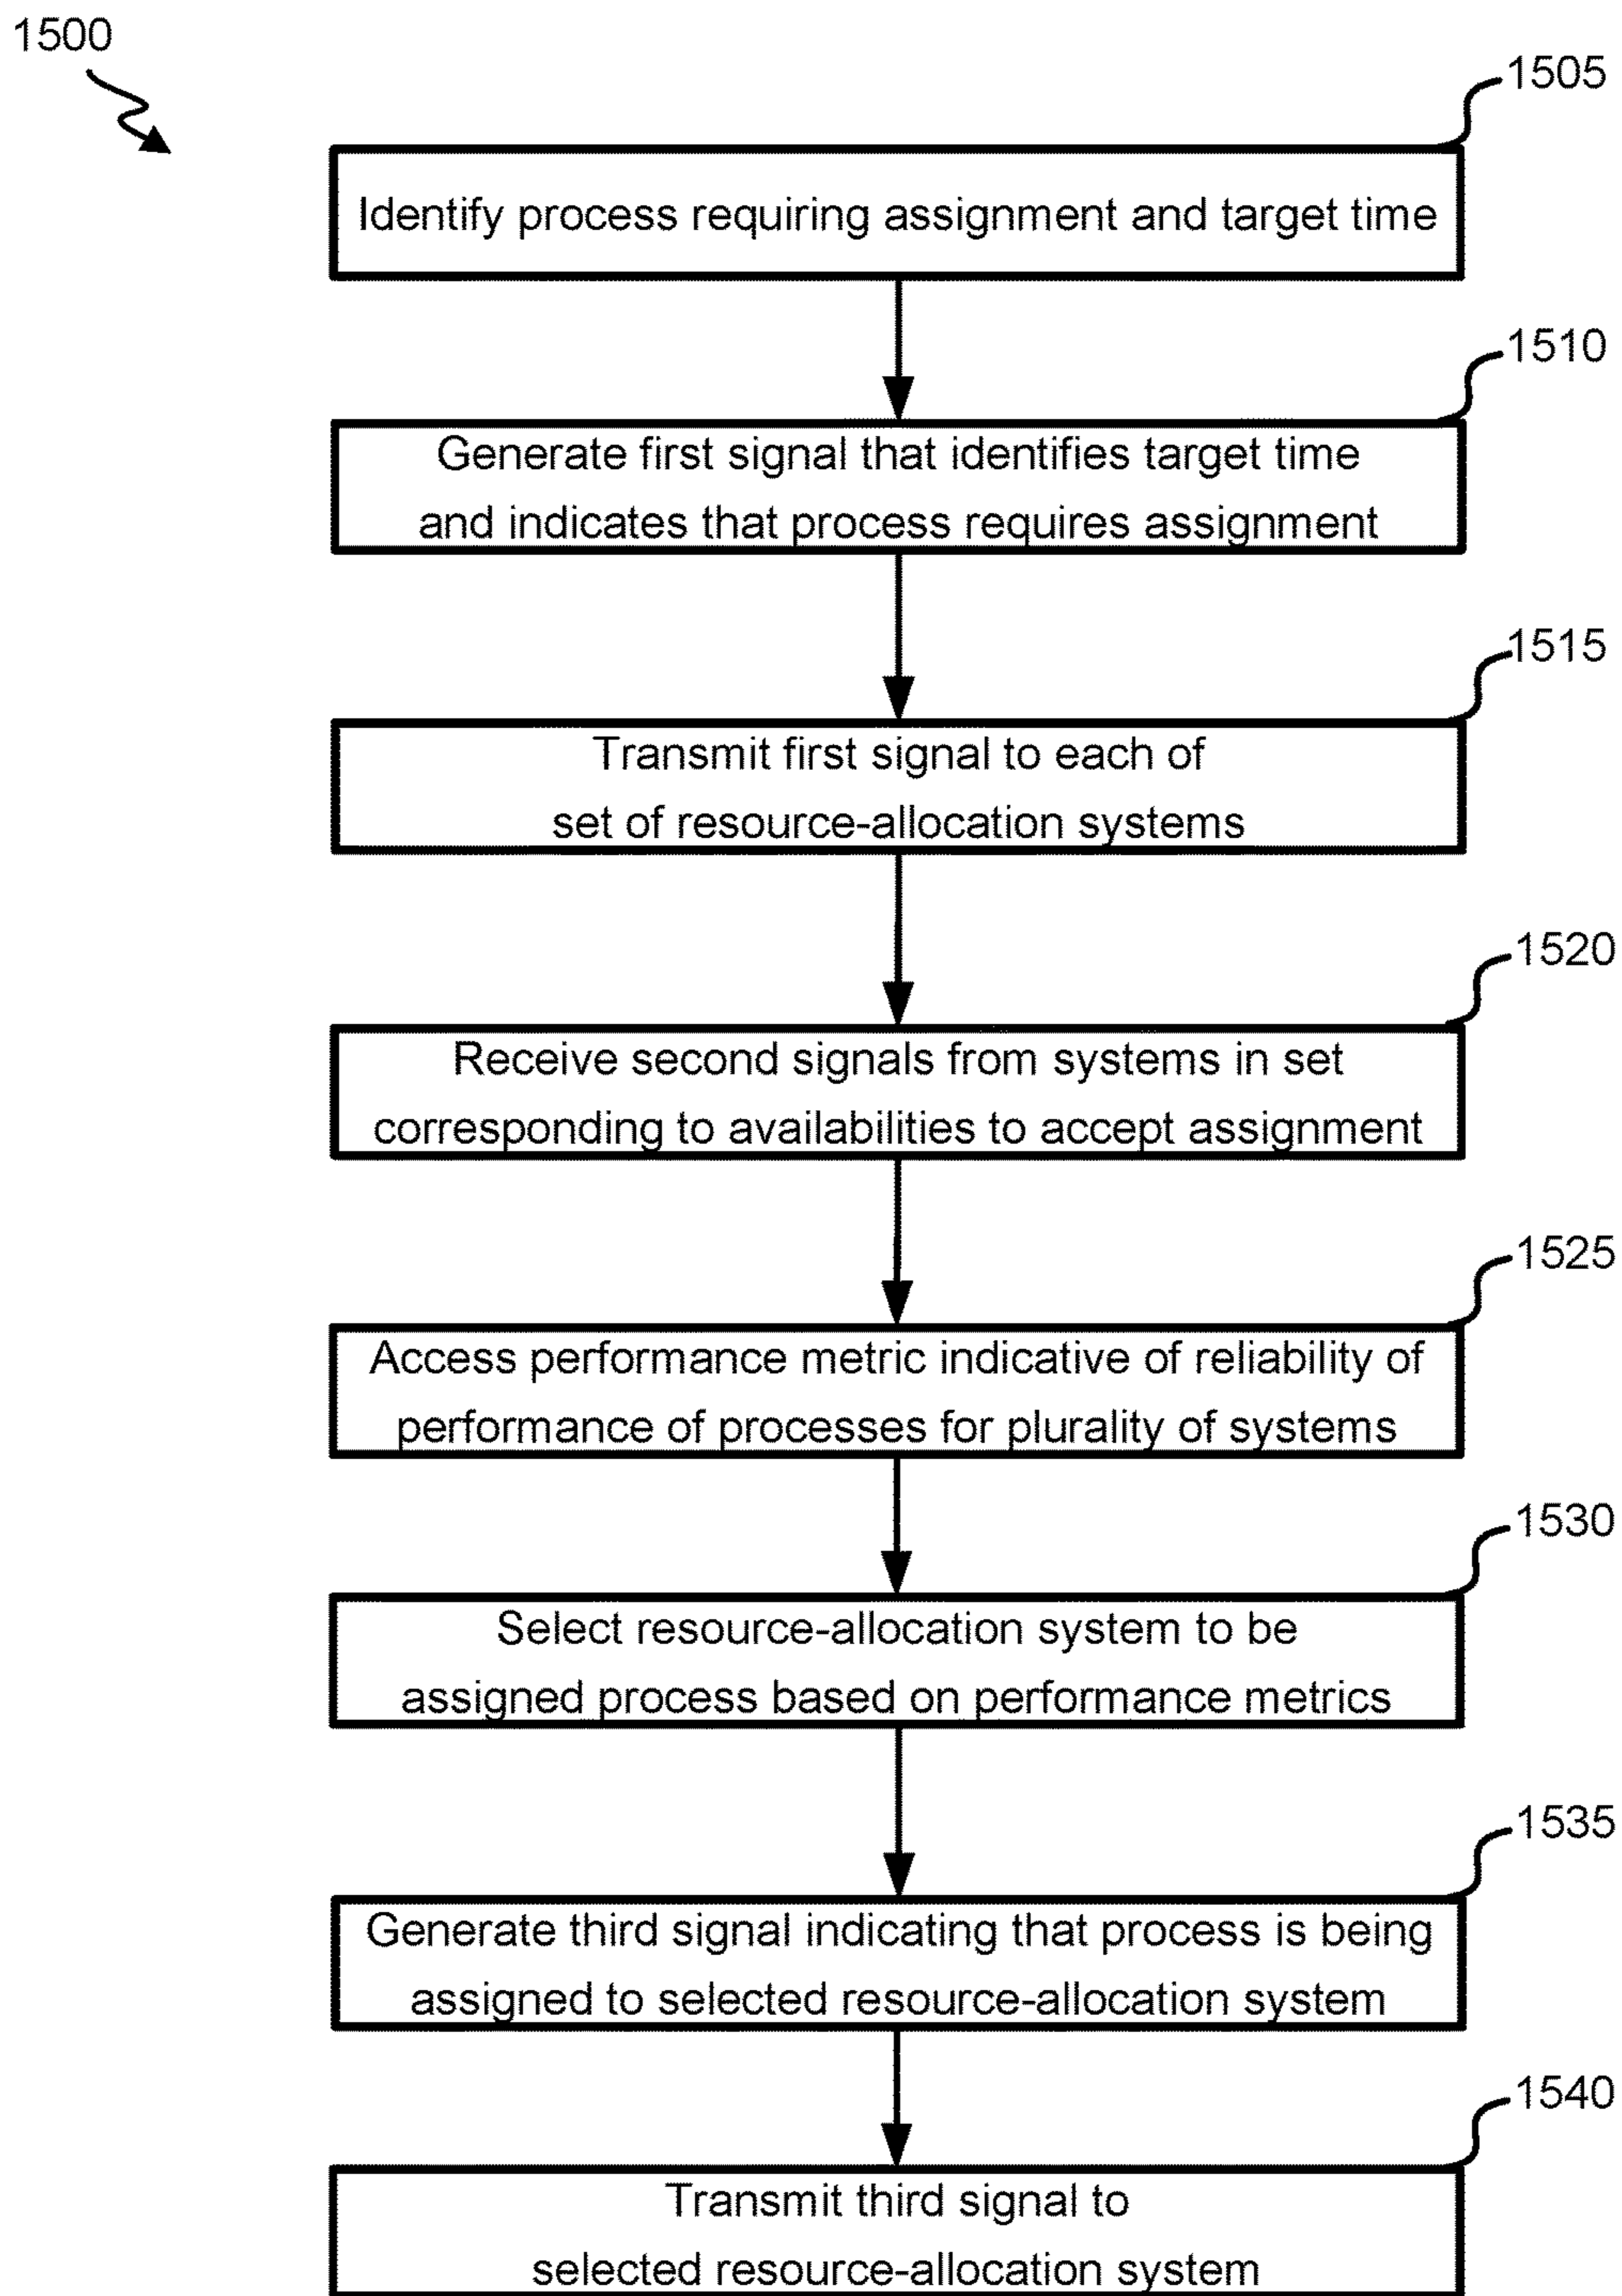 1500
1505
Identify process requiring assignment and target time
1510
Generate first signal that identifies target time
and indicates that process requires assignment
1515
Transmit first signal to each of
set of resource-allocation systems
1520
Receive second signals from systems in set
corresponding to availabilities to accept assignment
1525
Access performance metric indicative of reliability of
performance of processes for plurality of systems
1530
Select resource-allocation system to be
assigned process based on performance metrics
1535
Generate third signal indicating that process is being
assigned to selected resource-allocation system
1540
Transmit third signal to
selected resource-allocation system